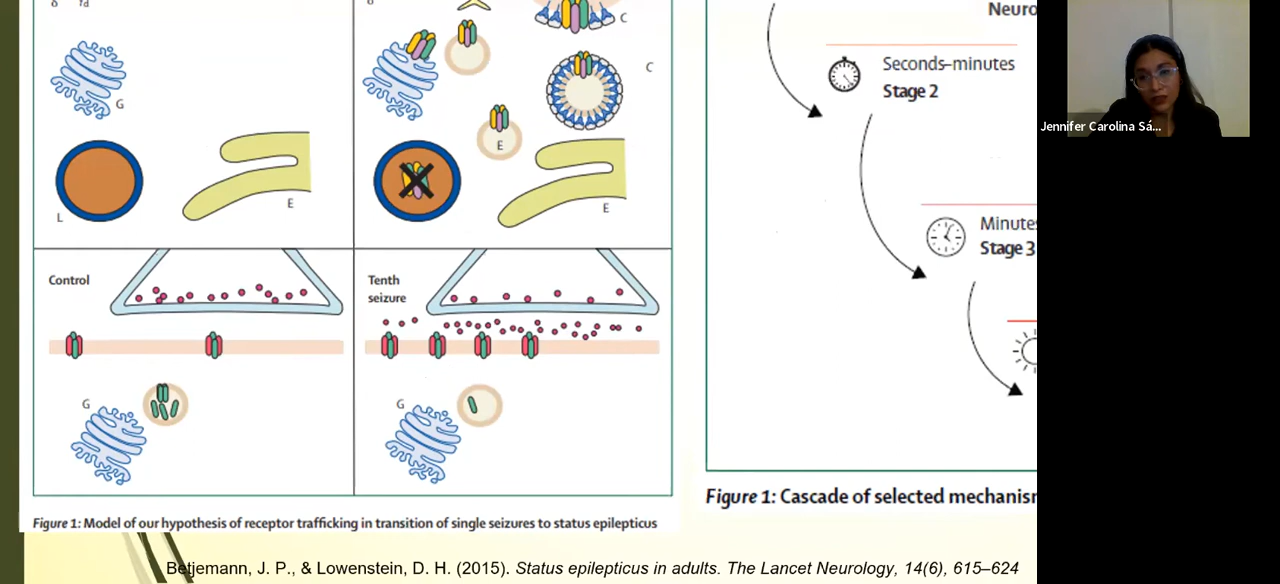 C
C
G
E
E
L
E
Control
Tenth
seizure
G
G
Figure 1: Model of our hypothesis of receptor trafficking in transition of single seizures to status epilepticus
Seconds–minutes
Stage 2
Stage 3
Figure 1: Cascade of selected
Betjemann, J. P., & Lowenstein, D. H. (2015). Status epilepticus in adults. The Lancet Neurology, 14(6), 615–624
Jennifer Carolina Sá...